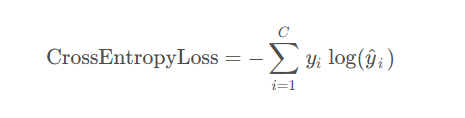 CrossEntropyLoss = − ∑_{i=1}^{C} y_i log(ŷ_i)